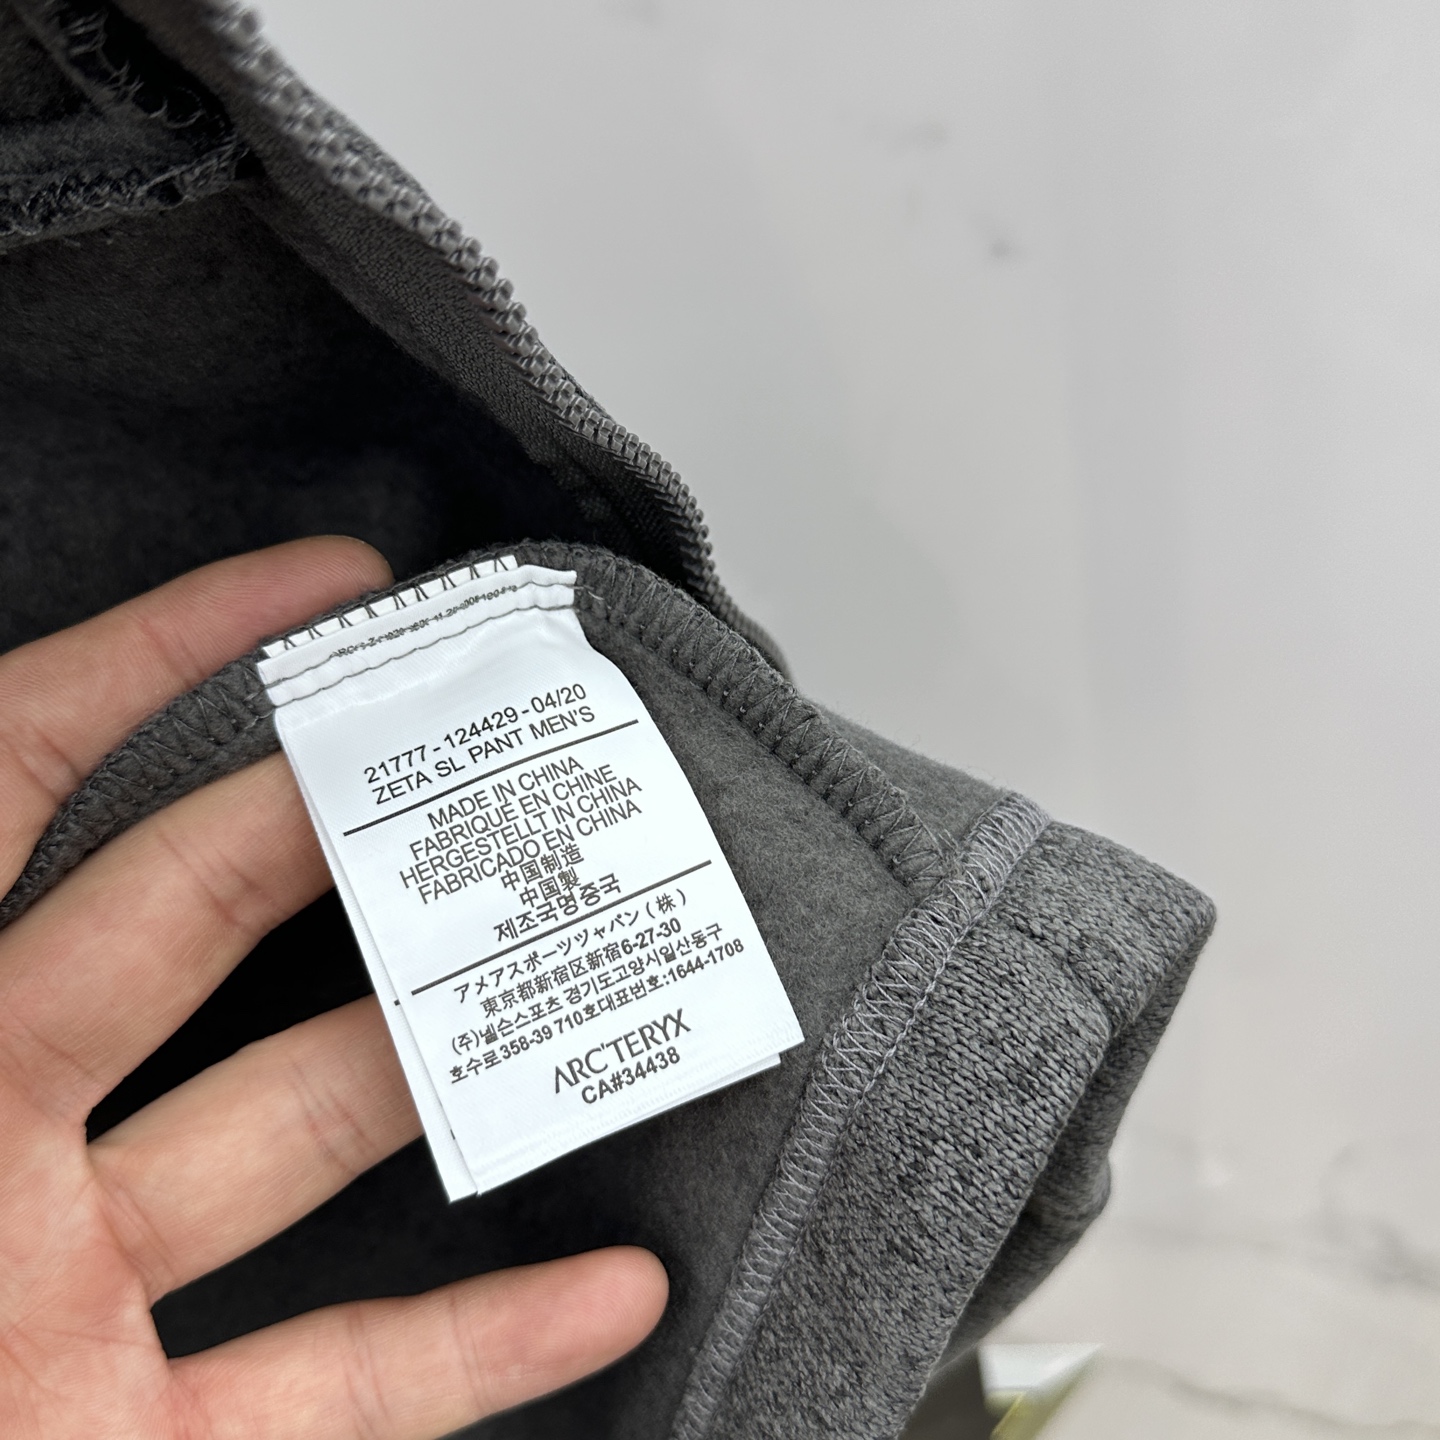 21777-124429-04/20
ZETA SL PANT MEN'S
MADE IN CHINA
FABRIQUÉ EN CHINE
HERGESTELLT IN CHINA
FABRICADO EN CHINA
中国制造
中国製
제조국명중국
アメアスポーツツャパン(株)
東京都新宿区新宿6-27-30
(주)넬슨스포츠 경기도고양시일산동구
호수로358-39 710호대표번호:1644-1708
ARC'TERYX
CA#34438